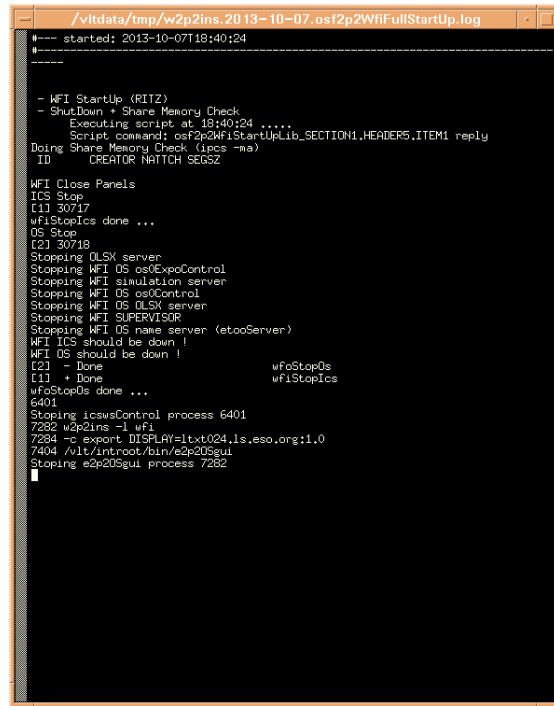 /vltdata/tmp/w2p2ins.2013-10-07.osf2p2WfiFullStartUp.log
#--- started: 2013-10-07T18:40:24
#-------------------------------------------------------------------------------
-----
- WFI StartUp (RITZ)
- ShutDown + Share Memory Check
Executing script at 18:40:24 .....
Script command: osf2p2WfiStartUpLib_SECTION1.HEADER5.ITEM1 reply
Doing Share Memory Check (ipcs -ma)
ID CREATOR NATTCH SEGSZ
WFI Close Panels
ICS Stop
[1] 30717
wfiStopIcs done ...
OS Stop
[2] 30718
Stopping OLSX server
Stopping WFI OS os0ExpoControl
Stopping WFI simulation server
Stopping WFI OS os0Control
Stopping WFI OS OLSX server
Stopping WFI SUPERVISOR
Stopping WFI OS name server (etooServer)
WFI ICS should be down !
WFI OS should be down !
[2] - Done wfoStopOs
[1] + Done wfiStopIcs
wfoStopOs done ...
6401
Stoping icswsControl process 6401
7282 w2p2ins -l wfi
7284 -c export DISPLAY=ltxt024.ls.eso.org:1.0
7404 /vlt/introot/bin/e2p2OSgui
Stoping e2p2OSgui process 7282